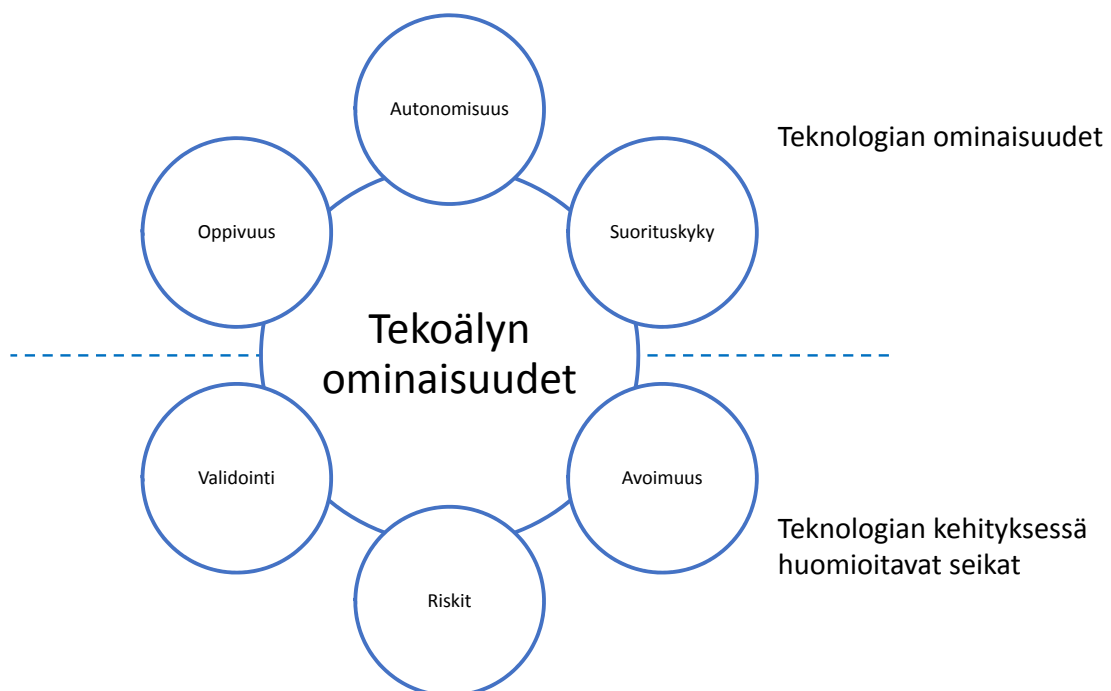 Autonomisuus
Teknologian ominaisuudet
Oppivuus
Suorituskyky
Tekoälyn
ominaisuudet
Validointi
Avoimuus
Teknologian kehityksessä
huomioitavat seikat
Riskit